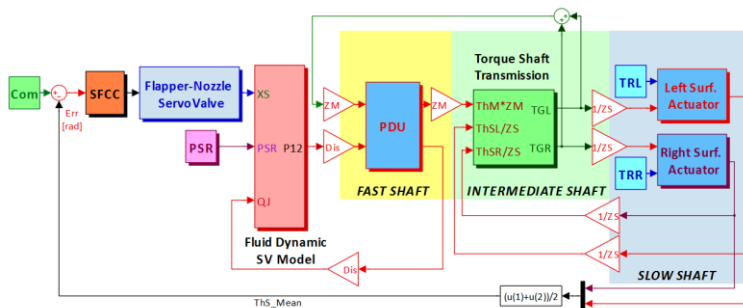 Com
Err
[rad]
SFCC
Flapper-Nozzle
ServoValve
PSR
XS
PSR
P12
QJ
Fluid Dynamic
SV Model
ZM
Dis
PDU
ZM
Dis
FAST SHAFT
Torque Shaft
Transmission
ThM*ZM
TGL
ThSL/ZS
ThSR/ZS
TGR
INTERMEDIATE SHAFT
1/ZS
1/ZS
1/ZS
1/ZS
TRL
Left Surf.
Actuator
TRR
Right Surf.
Actuator
SLOW SHAFT
ThS_Mean
(u(1)+u(2))/2